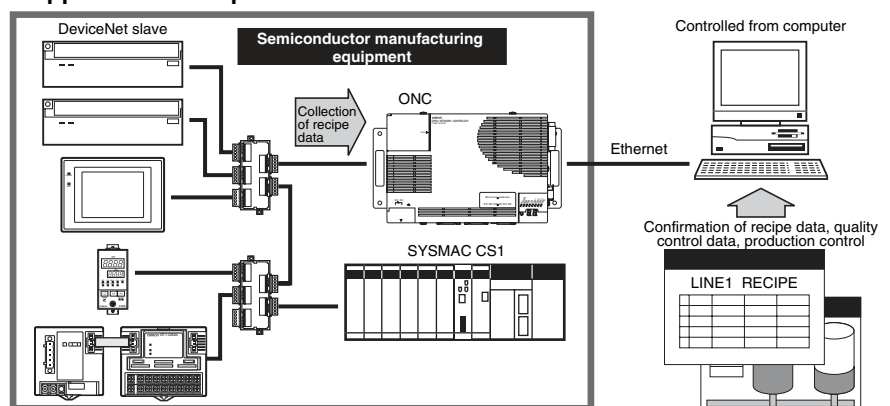 DeviceNet slave
Semiconductor manufacturing
equipment
Controlled from computer
Collection
of recipe
data
ONC
Ethernet
SYSMAC CS1
Confirmation of recipe data, quality
control data, production control
LINE1 RECIPE